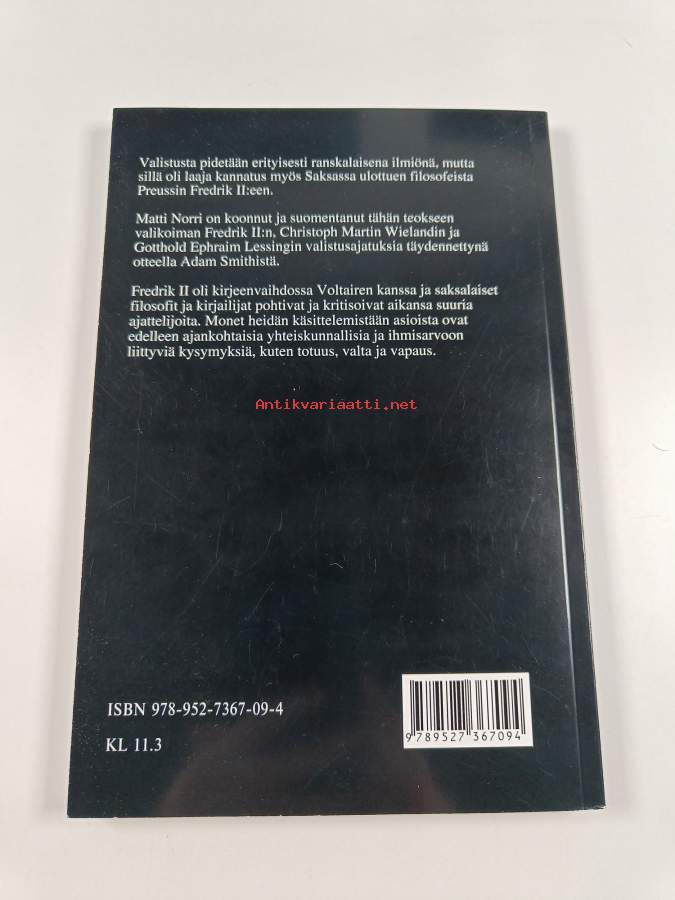 Valistusta pidetään erityisesti ranskalaisena ilmiönä, mutta
sillä oli laaja kannatus myös Saksassa ulottuen filosofeista
Preussin Fredrik II:een.
Matti Norri on koonnut ja suomentanut tähän teokseen
valikoiman Fredrik II:n, Christoph Martin Wielandin ja
Gotthold Ephraim Lessingin valistusajatuksia täydennettynä
otteella Adam Smithistä.
Fredrik II oli kirjeenvaihdossa Voltairen kanssa ja saksalaiset
filosofit ja kirjailijat pohtivat ja kritisoivat aikansa suuria
ajattelijoita. Monet heidän käsittelemistään asioista ovat
edelleen ajankohtaisia yhteiskunnallisia ja ihmisarvoon
liittyviä kysymyksiä, kuten totuus, valta ja vapaus.
Antikvariaatti.net
ISBN 978-952-7367-09-4
KL 11.3
9 789527 367094